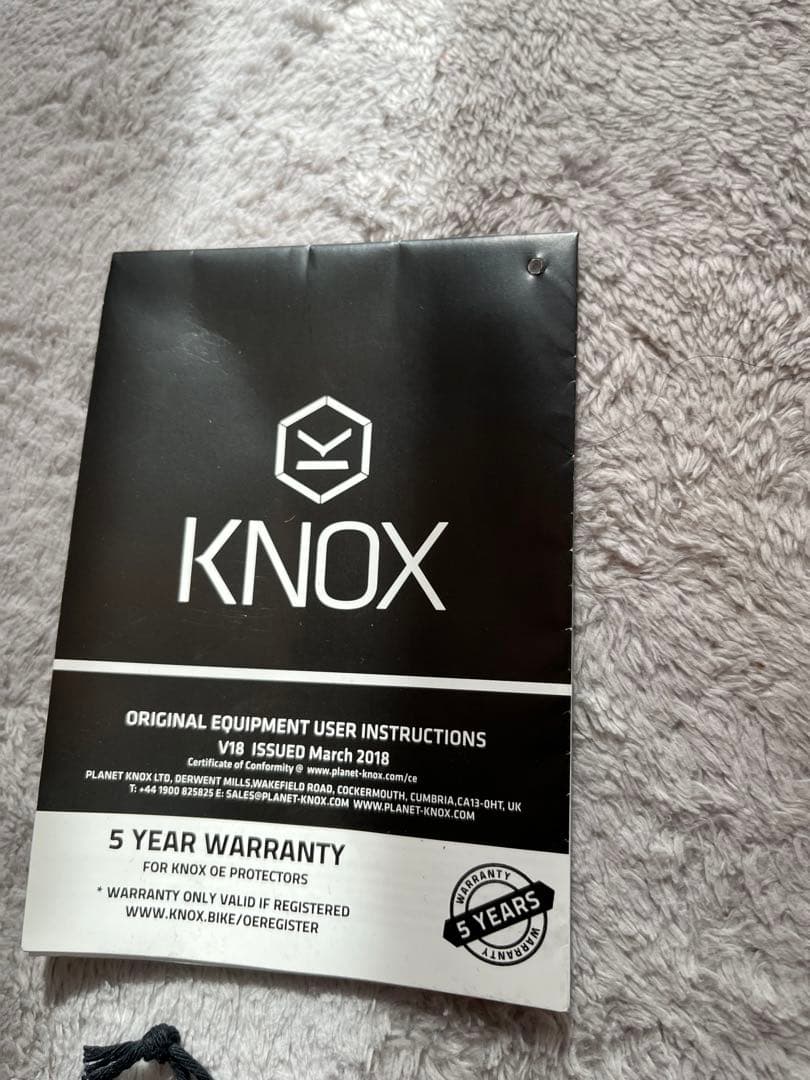 KNOX
ORIGINAL EQUIPMENT USER INSTRUCTIONS
V18 ISSUED March 2018
Certificate of Conformity @ www.planet-knox.com/ce
PLANET KNOX LTD, DERWENT MILLS,WAKEFIELD ROAD, COCKERMOUTH, CUMBRIA,CA13-0HT, UK
T: +44 1900 825825 E: SALES@PLANET-KNOX.COM WWW.PLANET-KNOX.COM
5 YEAR WARRANTY
FOR KNOX OE PROTECTORS
* WARRANTY ONLY VALID IF REGISTERED
WWW.KNOX.BIKE/OEREGISTER
WARRANTY
5 YEARS
WARRANTY